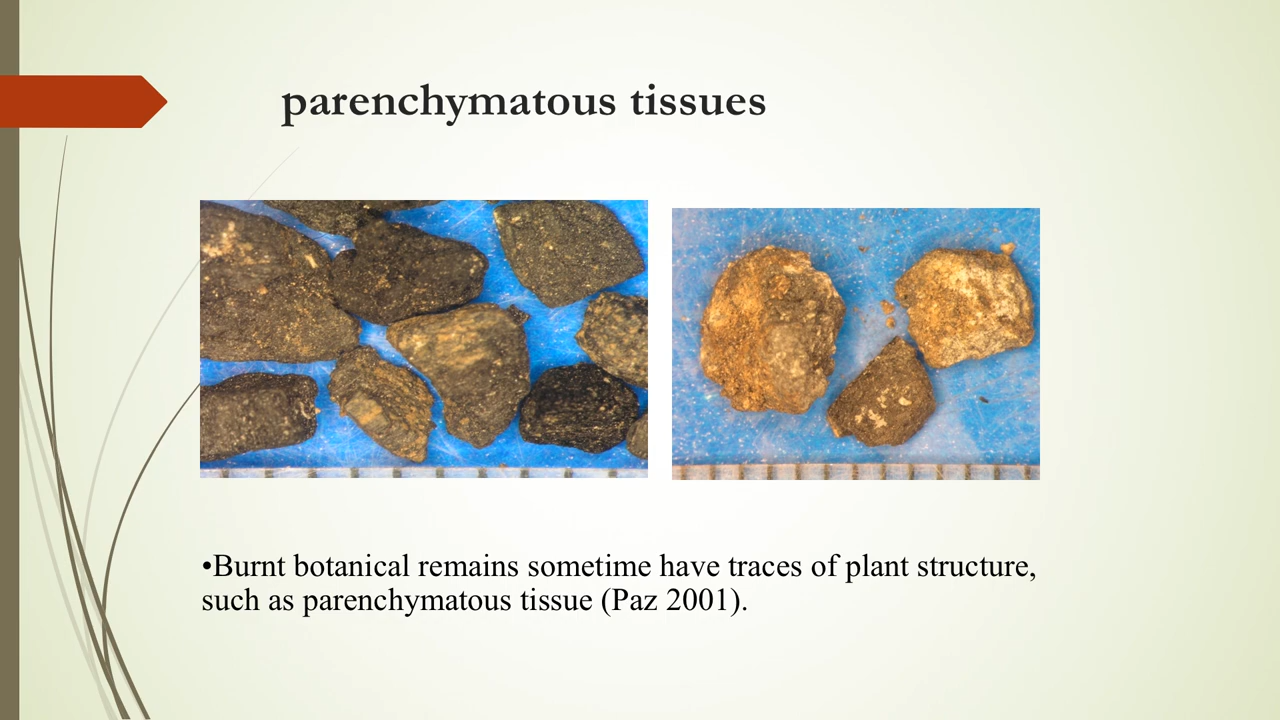 parenchymatous tissues
•Burnt botanical remains sometime have traces of plant structure,
such as parenchymatous tissue (Paz 2001).